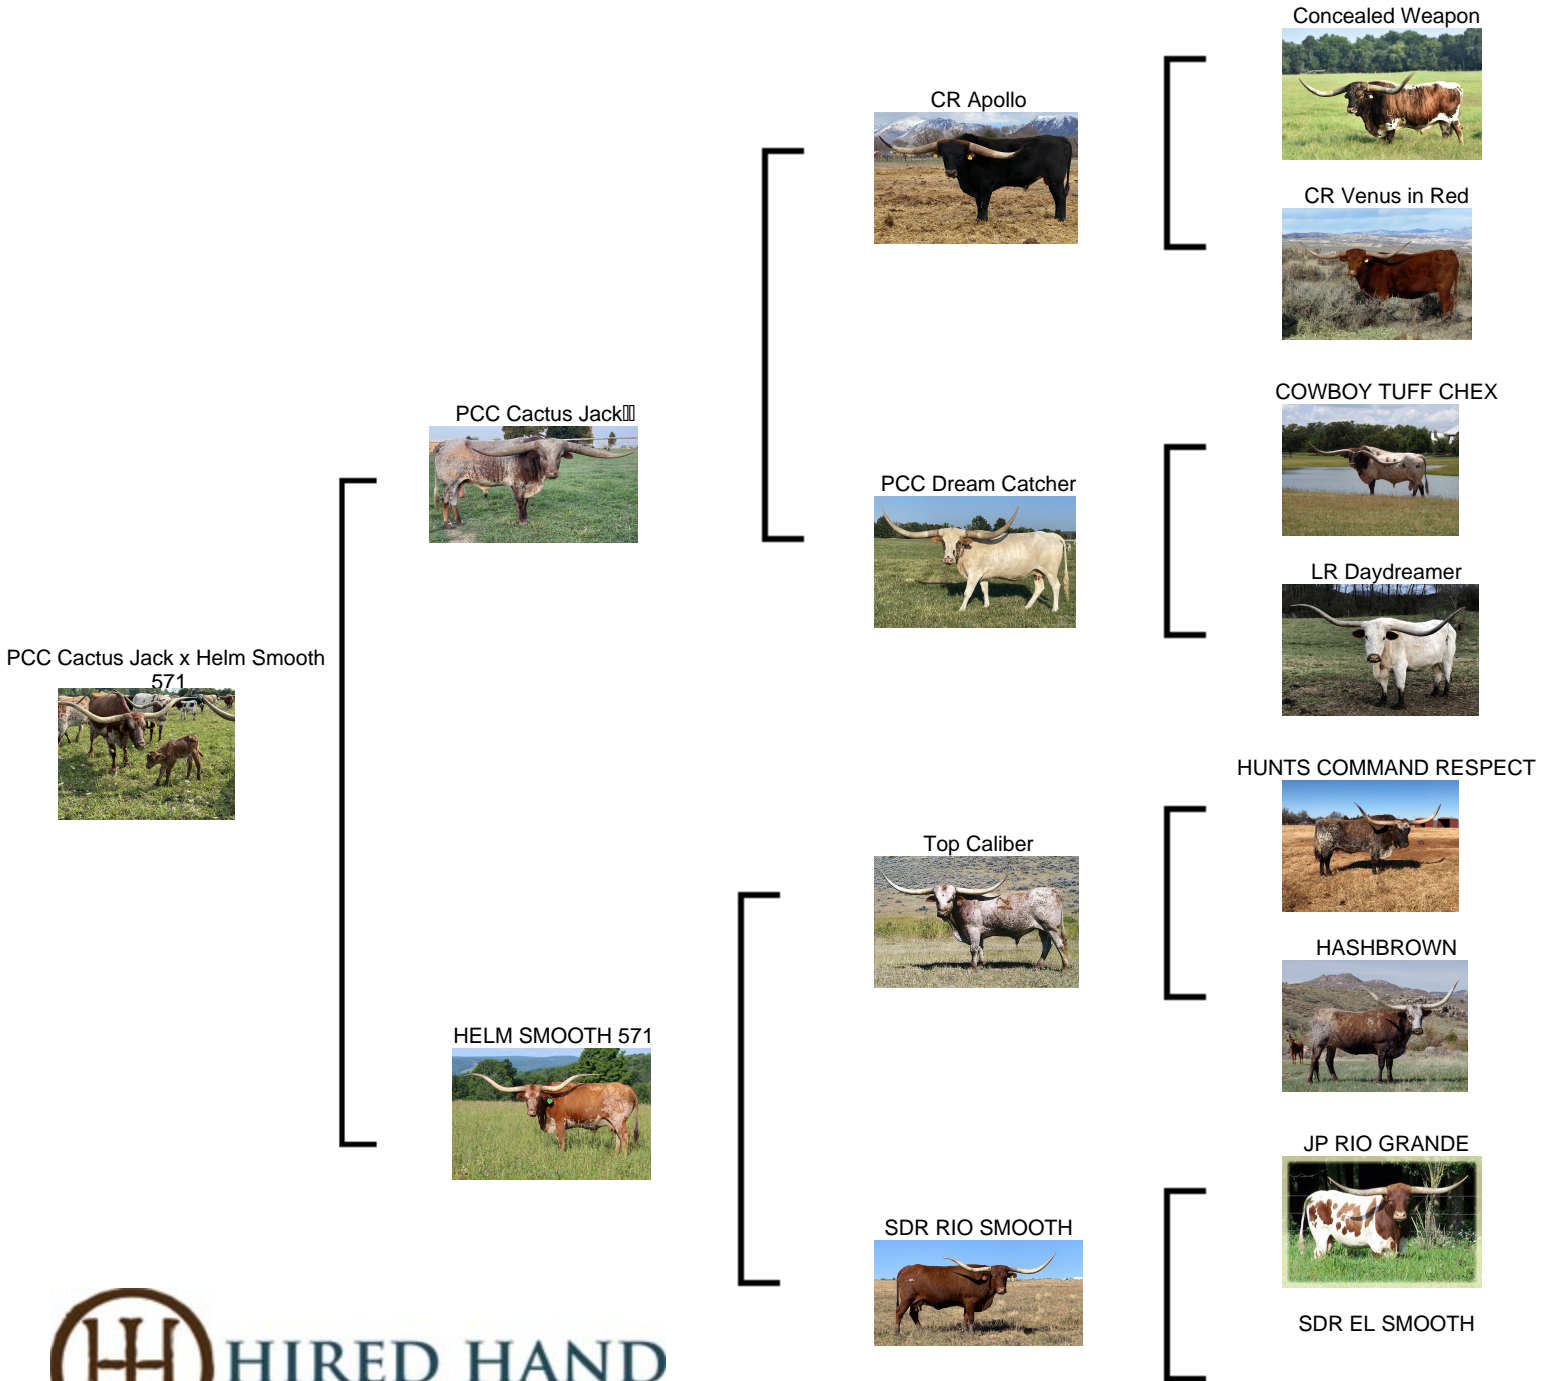 Concealed Weapon
CR Apollo
CR Venus in Red
COWBOY TUFF CHEX
PCC Cactus Jack
PCC Dream Catcher
LR Daydreamer
PCC Cactus Jack x Helm Smooth
571
HUNTS COMMAND RESPECT
Top Caliber
HASHBROWN
HELM SMOOTH 571
JP RIO GRANDE
SDR RIO SMOOTH
SDR EL SMOOTH
HIRED HAND